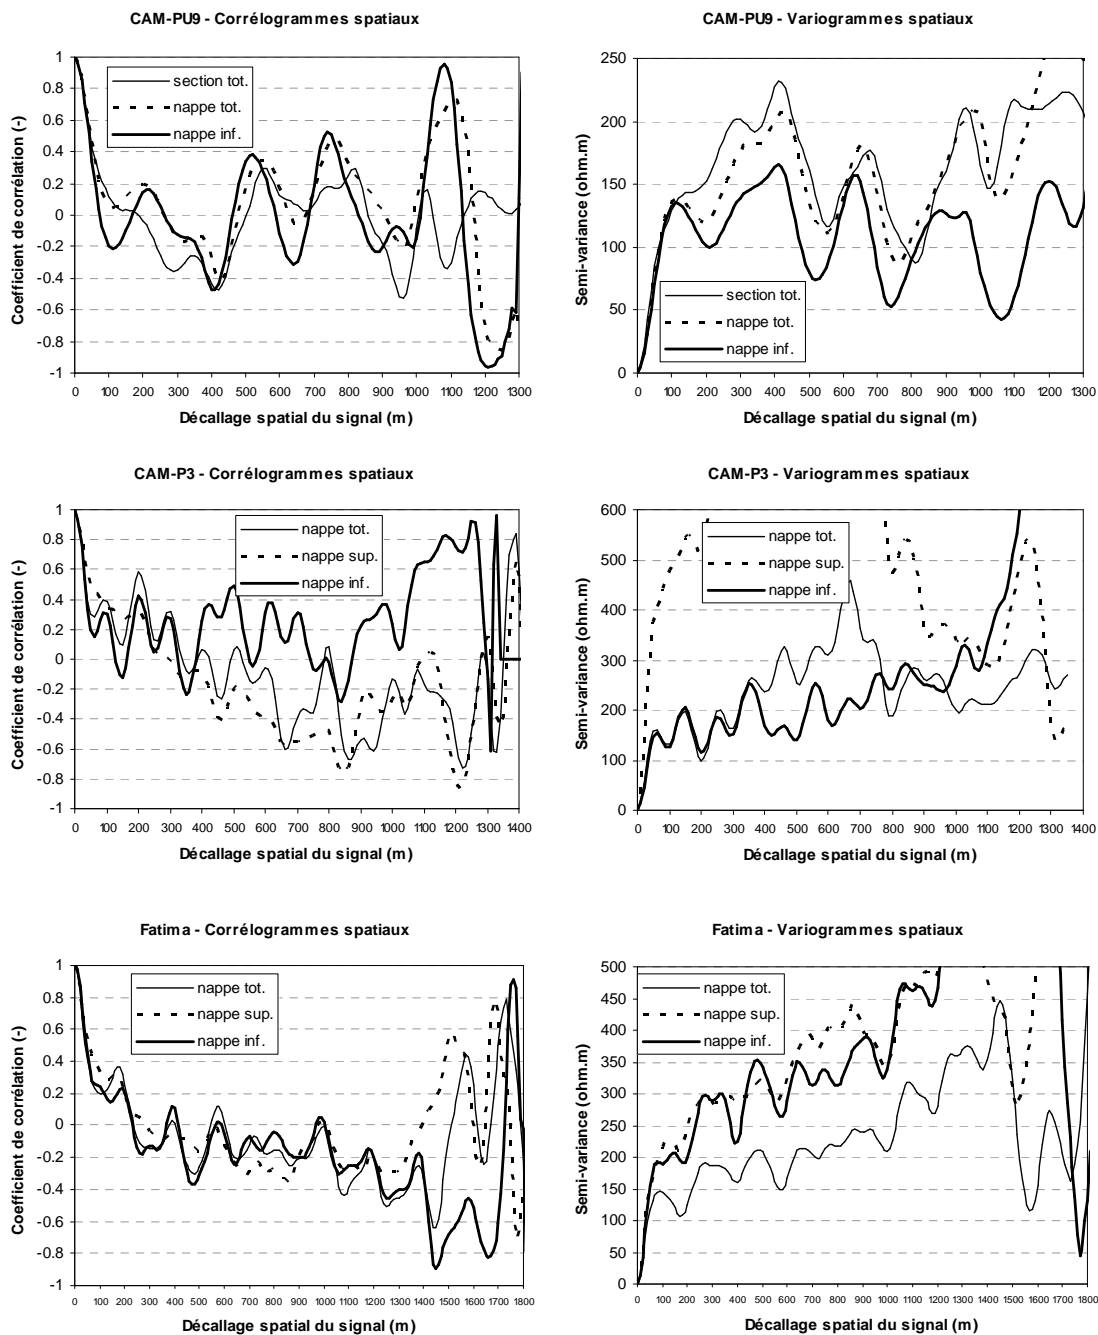 CAM-PU9 - Corrélogrammes spatiaux
1
0.8
0.6
0.4
0.2
0
-0.2
-0.4
-0.6
-0.8
-1
Coefficient de corrélation (-)
section tot.
nappe tot.
nappe inf.
0 100 200 300 400 500 600 700 800 900 1000 1100 1200 1300
Décallage spatial du signal (m)
CAM-PU9 - Variogrammes spatiaux
250
200
150
100
50
0
Semi-variance (ohm.m)
section tot.
nappe tot.
nappe inf.
0 100 200 300 400 500 600 700 800 900 1000 1100 1200 1300
Décallage spatial du signal (m)
CAM-P3 - Corrélogrammes spatiaux
1
0.8
0.6
0.4
0.2
0
-0.2
-0.4
-0.6
-0.8
-1
Coefficient de corrélation (-)
nappe tot.
nappe sup.
nappe inf.
0 100 200 300 400 500 600 700 800 900 1000 1100 1200 1300 1400
Décallage spatial du signal (m)
CAM-P3 - Variogrammes spatiaux
600
500
400
300
200
100
0
Semi-variance (ohm.m)
nappe tot.
nappe sup.
nappe inf.
0 100 200 300 400 500 600 700 800 900 1000 1100 1200 1300 1400
Décallage spatial du signal (m)
Fatima - Corrélogrammes spatiaux
1
0.8
0.6
0.4
0.2
0
-0.2
-0.4
-0.6
-0.8
-1
Coefficient de corrélation (-)
nappe tot.
nappe sup.
nappe inf.
0 100 200 300 400 500 600 700 800 900 1000 1100 1200 1300 1400 1500 1600 1700 1800
Décallage spatial du signal (m)
Fatima - Variogrammes spatiaux
500
450
400
350
300
250
200
150
100
50
0
Semi-variance (ohm.m)
nappe tot.
nappe sup.
nappe inf.
0 100 200 300 400 500 600 700 800 900 1000 1100 1200 1300 1400 1500 1600 1700 1800
Décallage spatial du signal (m)